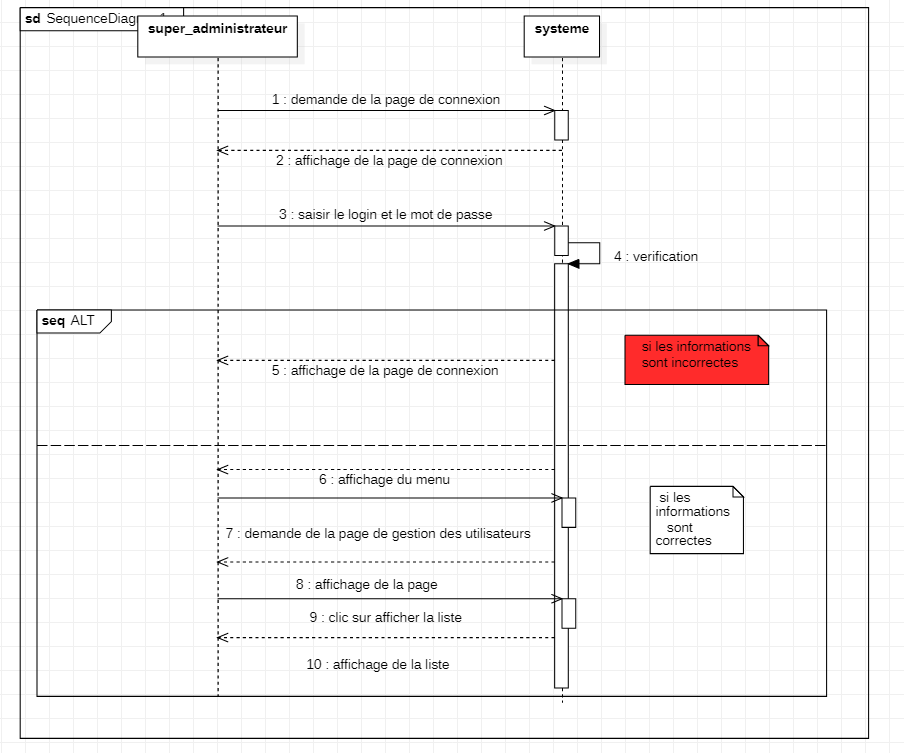 sd SequenceDiagr
super_administrateur
systeme
1 : demande de la page de connexion
2 : affichage de la page de connexion
3 : saisir le login et le mot de passe
4 : verification
seq ALT
si les informations
sont incorrectes
5 : affichage de la page de connexion
6 : affichage du menu
si les
informations
sont
correctes
7 : demande de la page de gestion des utilisateurs
8 : affichage de la page
9 : clic sur afficher la liste
10 : affichage de la liste